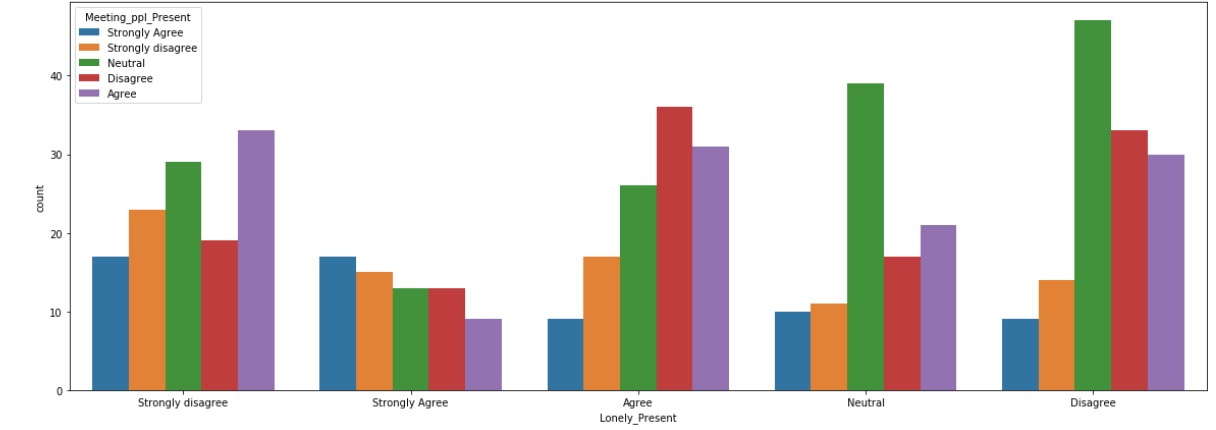 Meeting_ppl_Present
Strongly Agree
Strongly disagree
Neutral
Disagree
Agree
count
40
30
20
10
0
Strongly disagree Strongly Agree Agree Neutral Disagree
Lonely_Present